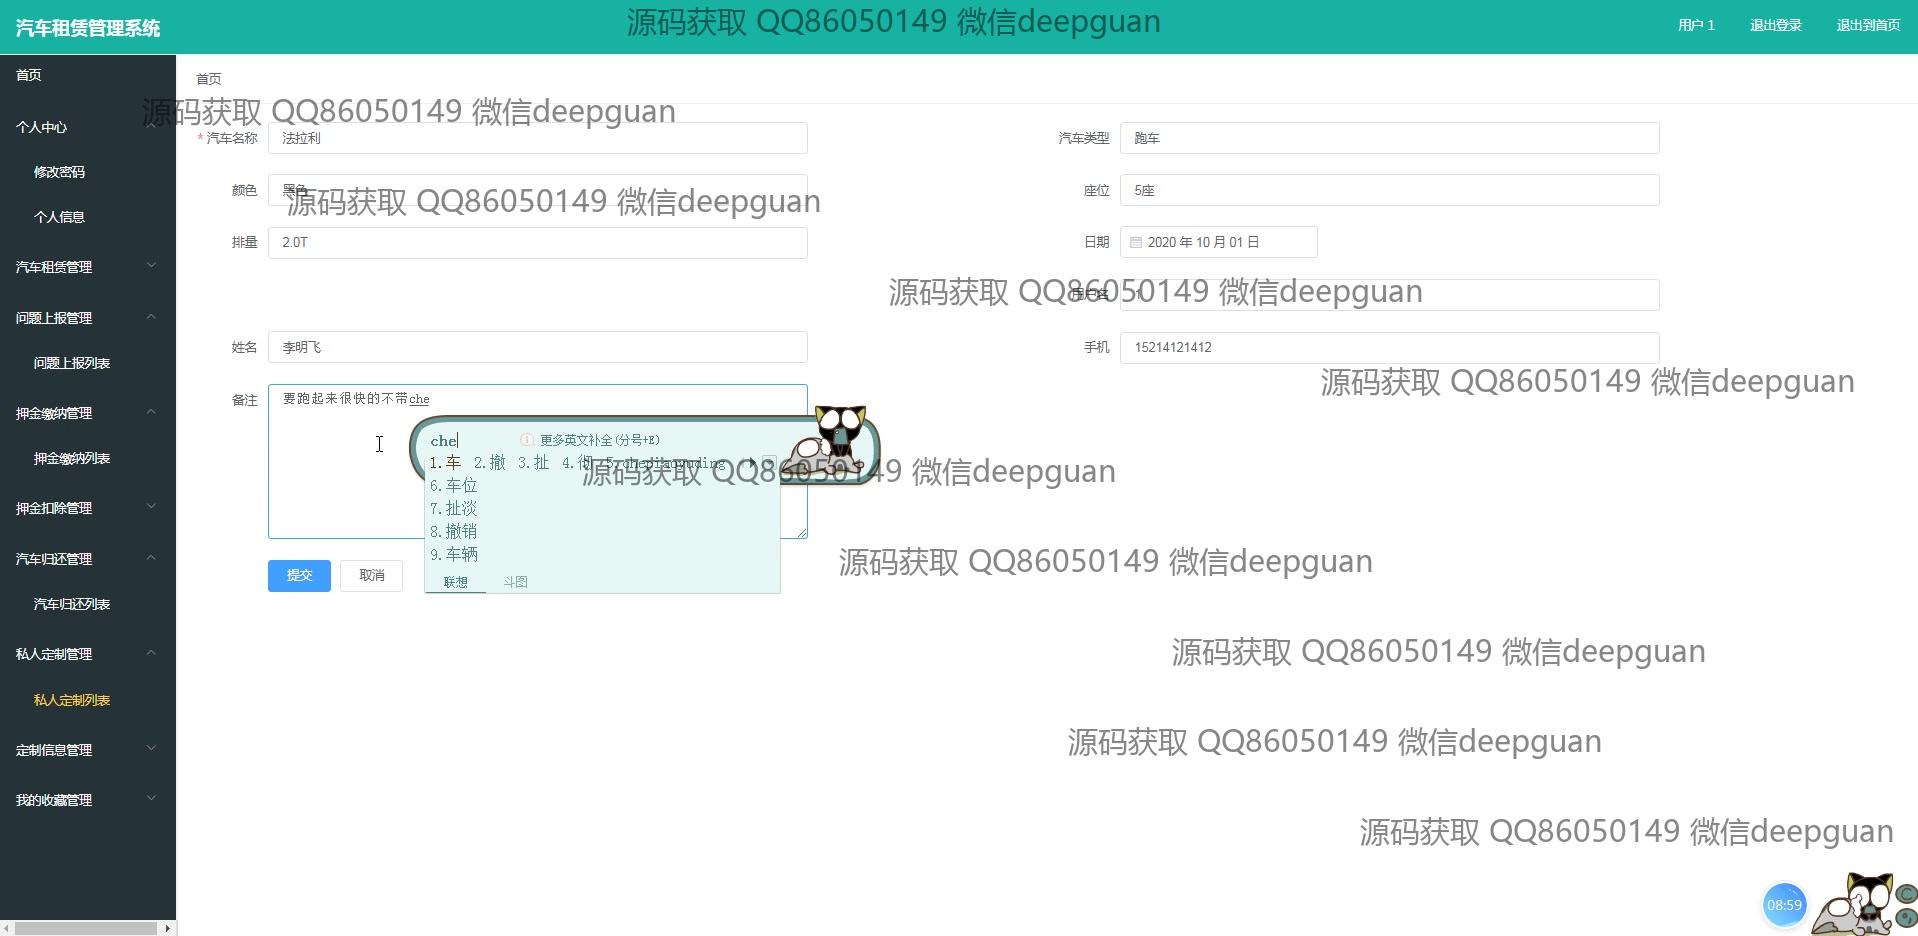 汽车租赁管理系统
源码获取 QQ86050149 微信deepguan
用户 1
退出登录
退出到首页
首页
首页
个人中心
源码获取 QQ86050149 微信deepguan
* 汽车名称
法拉利
汽车类型
跑车
修改密码
颜色
黑色
源码获取 QQ86050149 微信deepguan
座位
5座
个人信息
排量
2.0T
日期
2020 年 10 月 01 日
汽车租赁管理
源码获取 QQ86050149 微信deepguan
用户名
1
问题上报管理
姓名
李明飞
手机
15214121412
问题上报列表
源码获取 QQ86050149 微信deepguan
备注
要跑起来很快的不带che
押金缴纳管理
che
更多英文补全(分号+E)
押金缴纳列表
1.车 2.撤 3.扯 4.彻 5.chepiaoyuding
源码获取 QQ86050149 微信deepguan
6.车位
7.扯淡
8.撤销
9.车辆
联想
斗图
押金扣除管理
汽车归还管理
源码获取 QQ86050149 微信deepguan
提交
取消
汽车归还列表
私人定制管理
源码获取 QQ86050149 微信deepguan
私人定制列表
定制信息管理
源码获取 QQ86050149 微信deepguan
我的收藏管理
源码获取 QQ86050149 微信deepguan
08:59